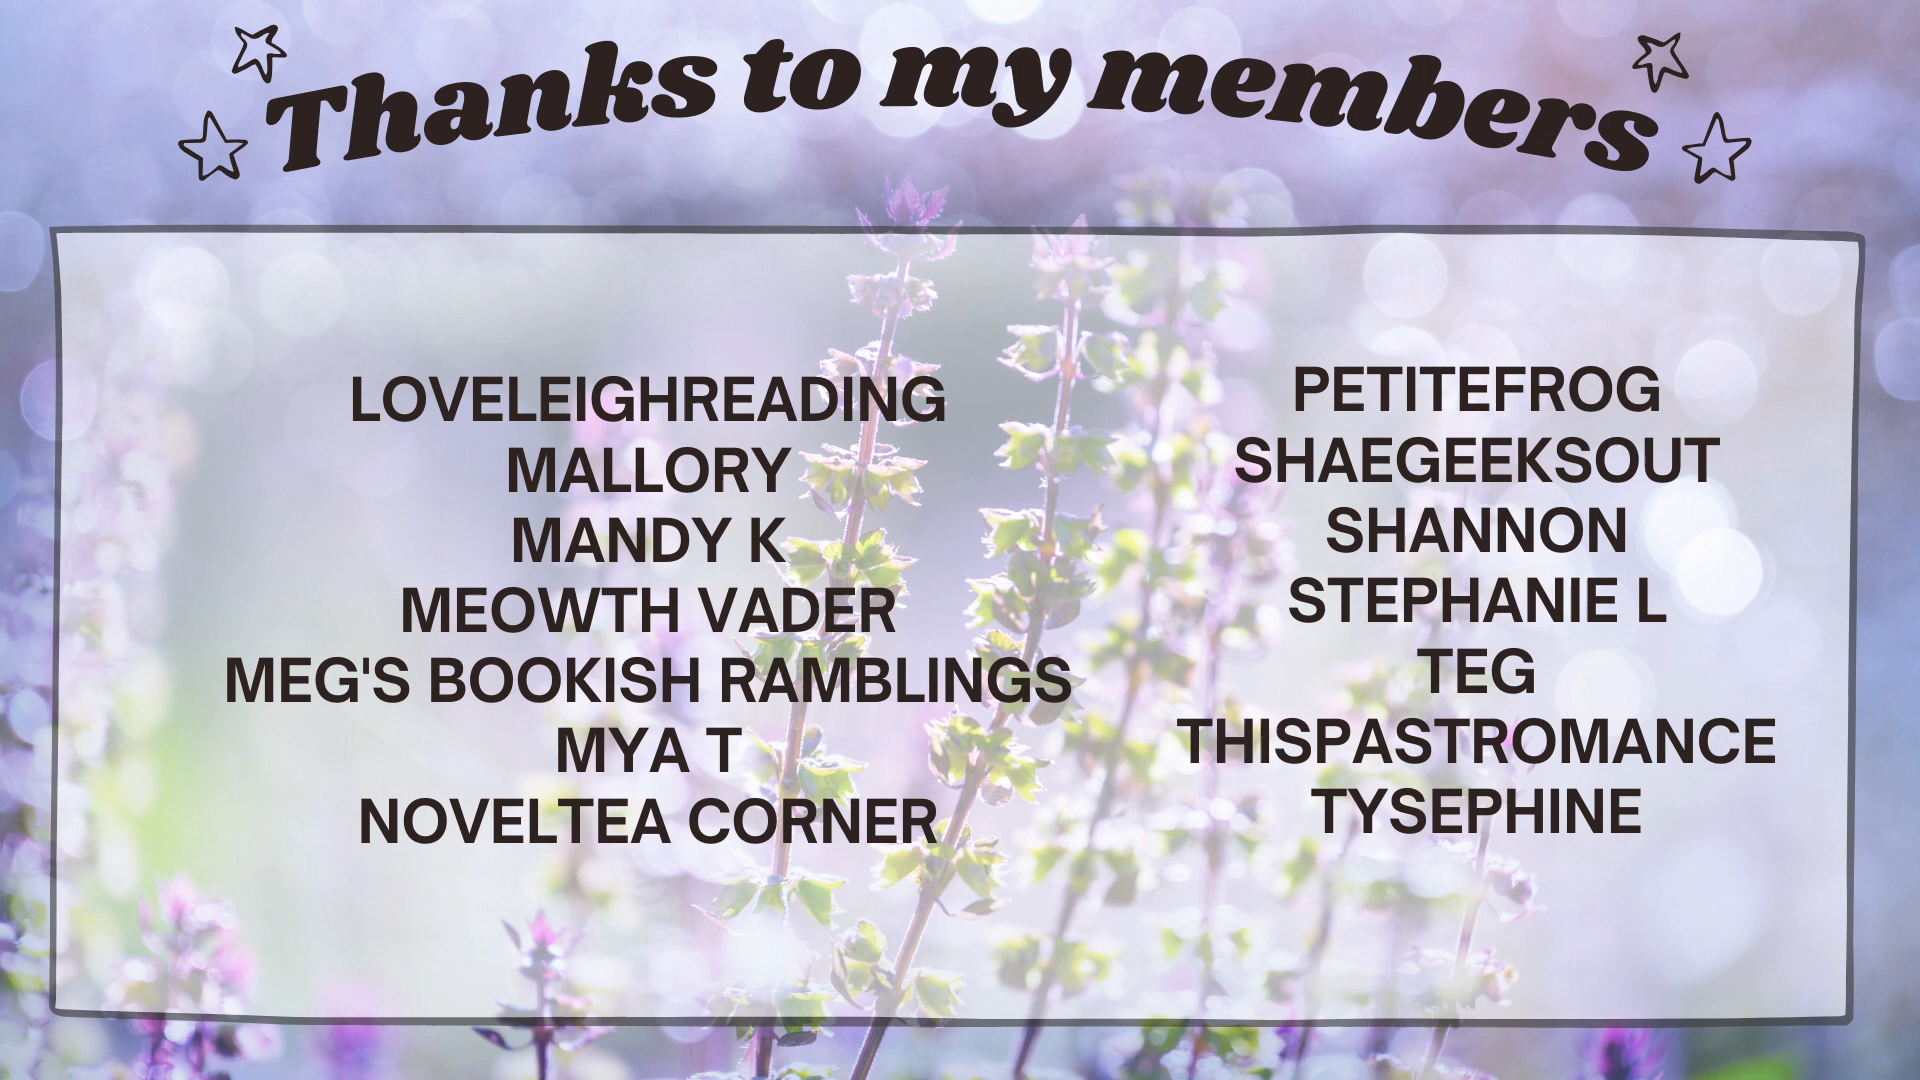 Thanks to my members
LOVELEIGHREADING
MALLORY
MANDY K
MEOWTH VADER
MEG'S BOOKISH RAMBLINGS
MYA T
NOVELTEA CORNER
PETITEFROG
SHAEGEEKSOUT
SHANNON
STEPHANIE L
TEG
THISPASTROMANCE
TYSEPHINE